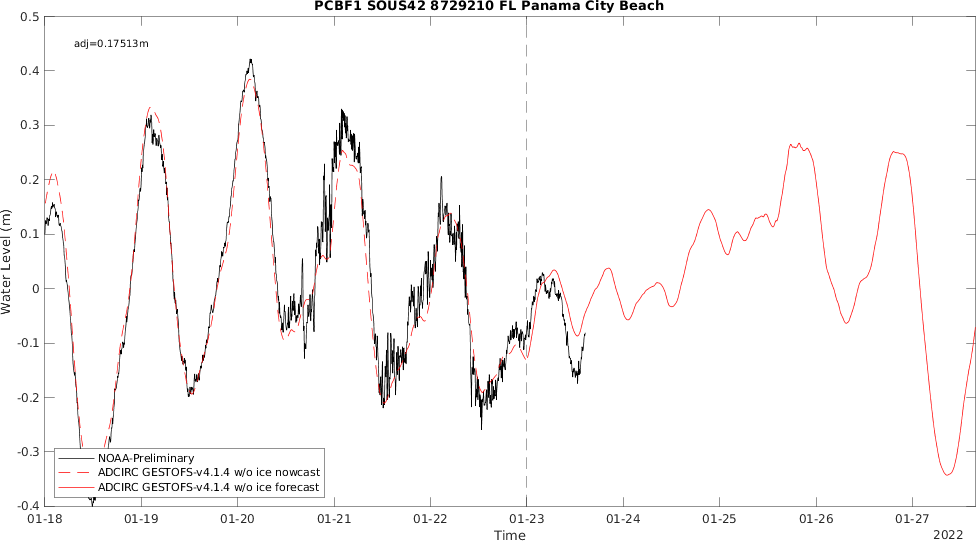 PCBF1 SOUS42 8729210 FL Panama City Beach
adj=0.17513m
Water Level (m)
0.5
0.4
0.3
0.2
0.1
0
-0.1
-0.2
-0.3
-0.4
NOAA-Preliminary
ADCIRC GESTOFS-v4.1.4 w/o ice nowcast
ADCIRC GESTOFS-v4.1.4 w/o ice forecast
01-18 01-19 01-20 01-21 01-22 01-23 01-24 01-25 01-26 01-27
Time
2022